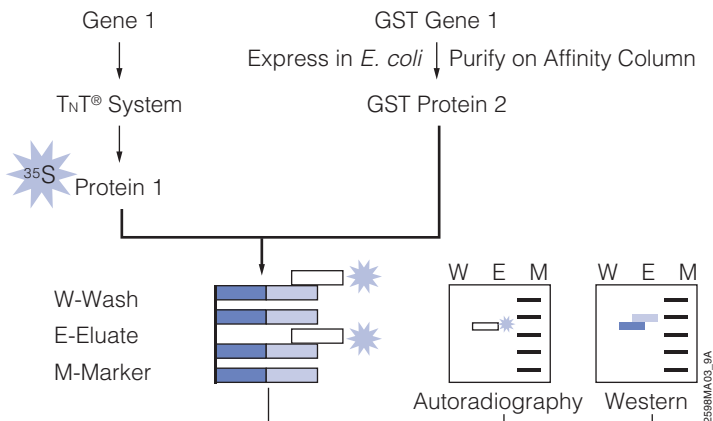 Gene 1
GST Gene 1
Express in E. coli
Purify on Affinity Column
TNT® System
GST Protein 2
35S
Protein 1
W-Wash
E-Eluate
M-Marker
W E M
W E M
Autoradiography
Western
2598MA03_9A